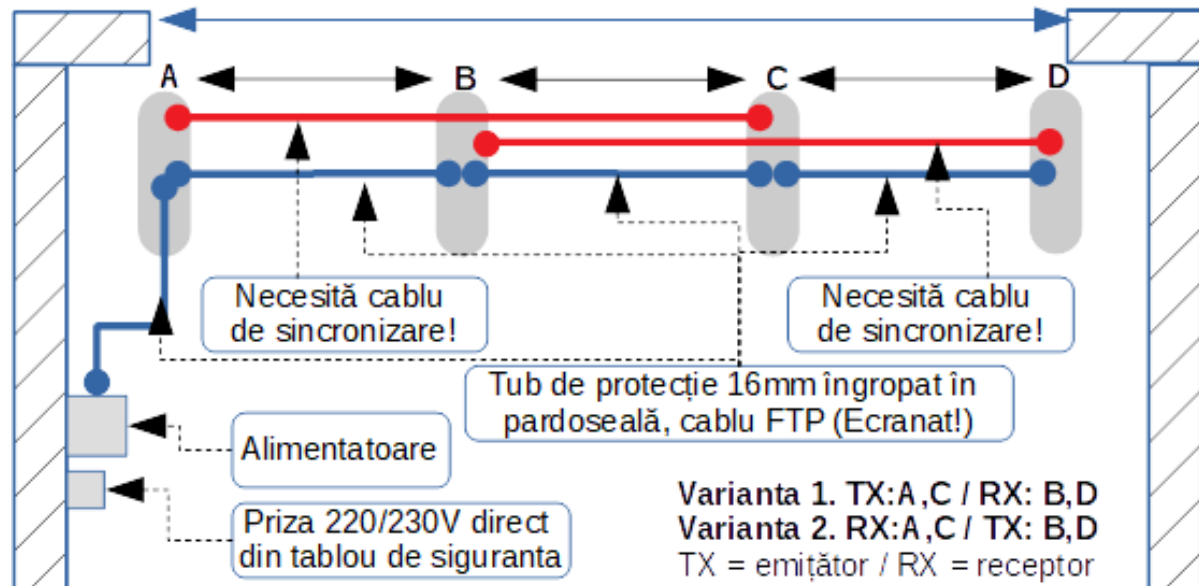 A B C D
Necesită cablu
de sincronizare!
Necesită cablu
de sincronizare!
Tub de protecție 16mm îngropat în
pardoseală, cablu FTP (Ecranat!)
Alimentatoare
Priza 220/230V direct
din tablou de siguranta
Varianta 1. TX:A,C / RX: B,D
Varianta 2. RX:A,C / TX: B,D
TX = emițător / RX = receptor